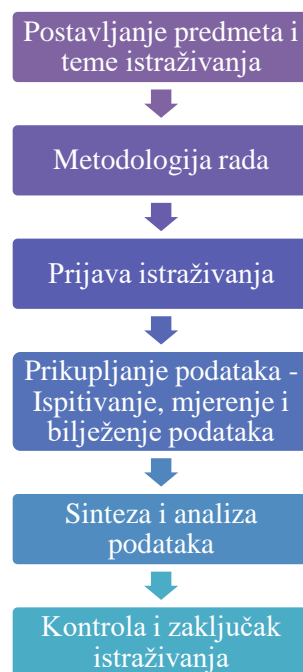 Postavljanje predmeta i
teme istraživanja
Metodologija rada
Prijava istraživanja
Prikupljanje podataka -
Ispitivanje, mjerenje i
bilježenje podataka
Sinteza i analiza
podataka
Kontrola i zaključak
istraživanja